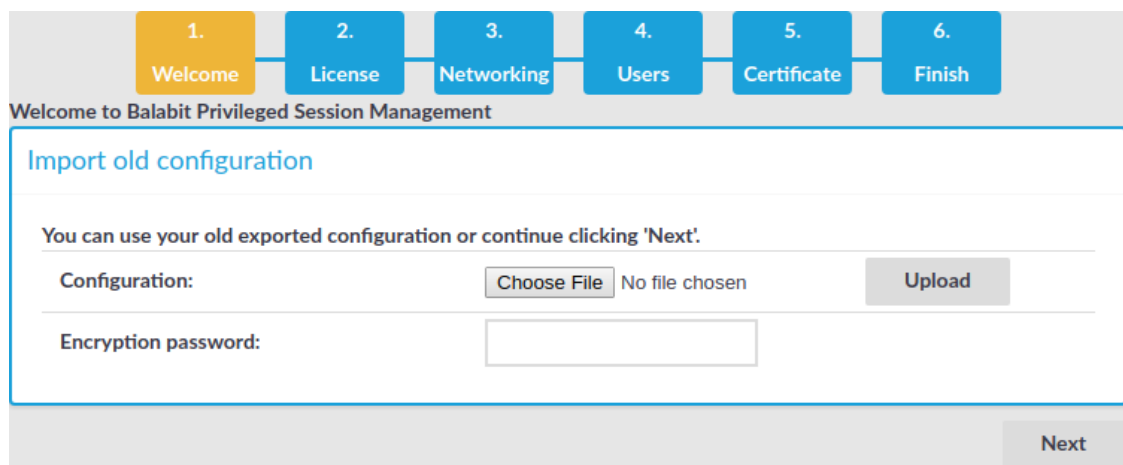 1. 2. 3. 4. 5. 6.
Welcome License Networking Users Certificate Finish
Welcome to Balabit Privileged Session Management
Import old configuration
You can use your old exported configuration or continue clicking 'Next'.
Configuration: Choose File No file chosen Upload
Encryption password:
Next